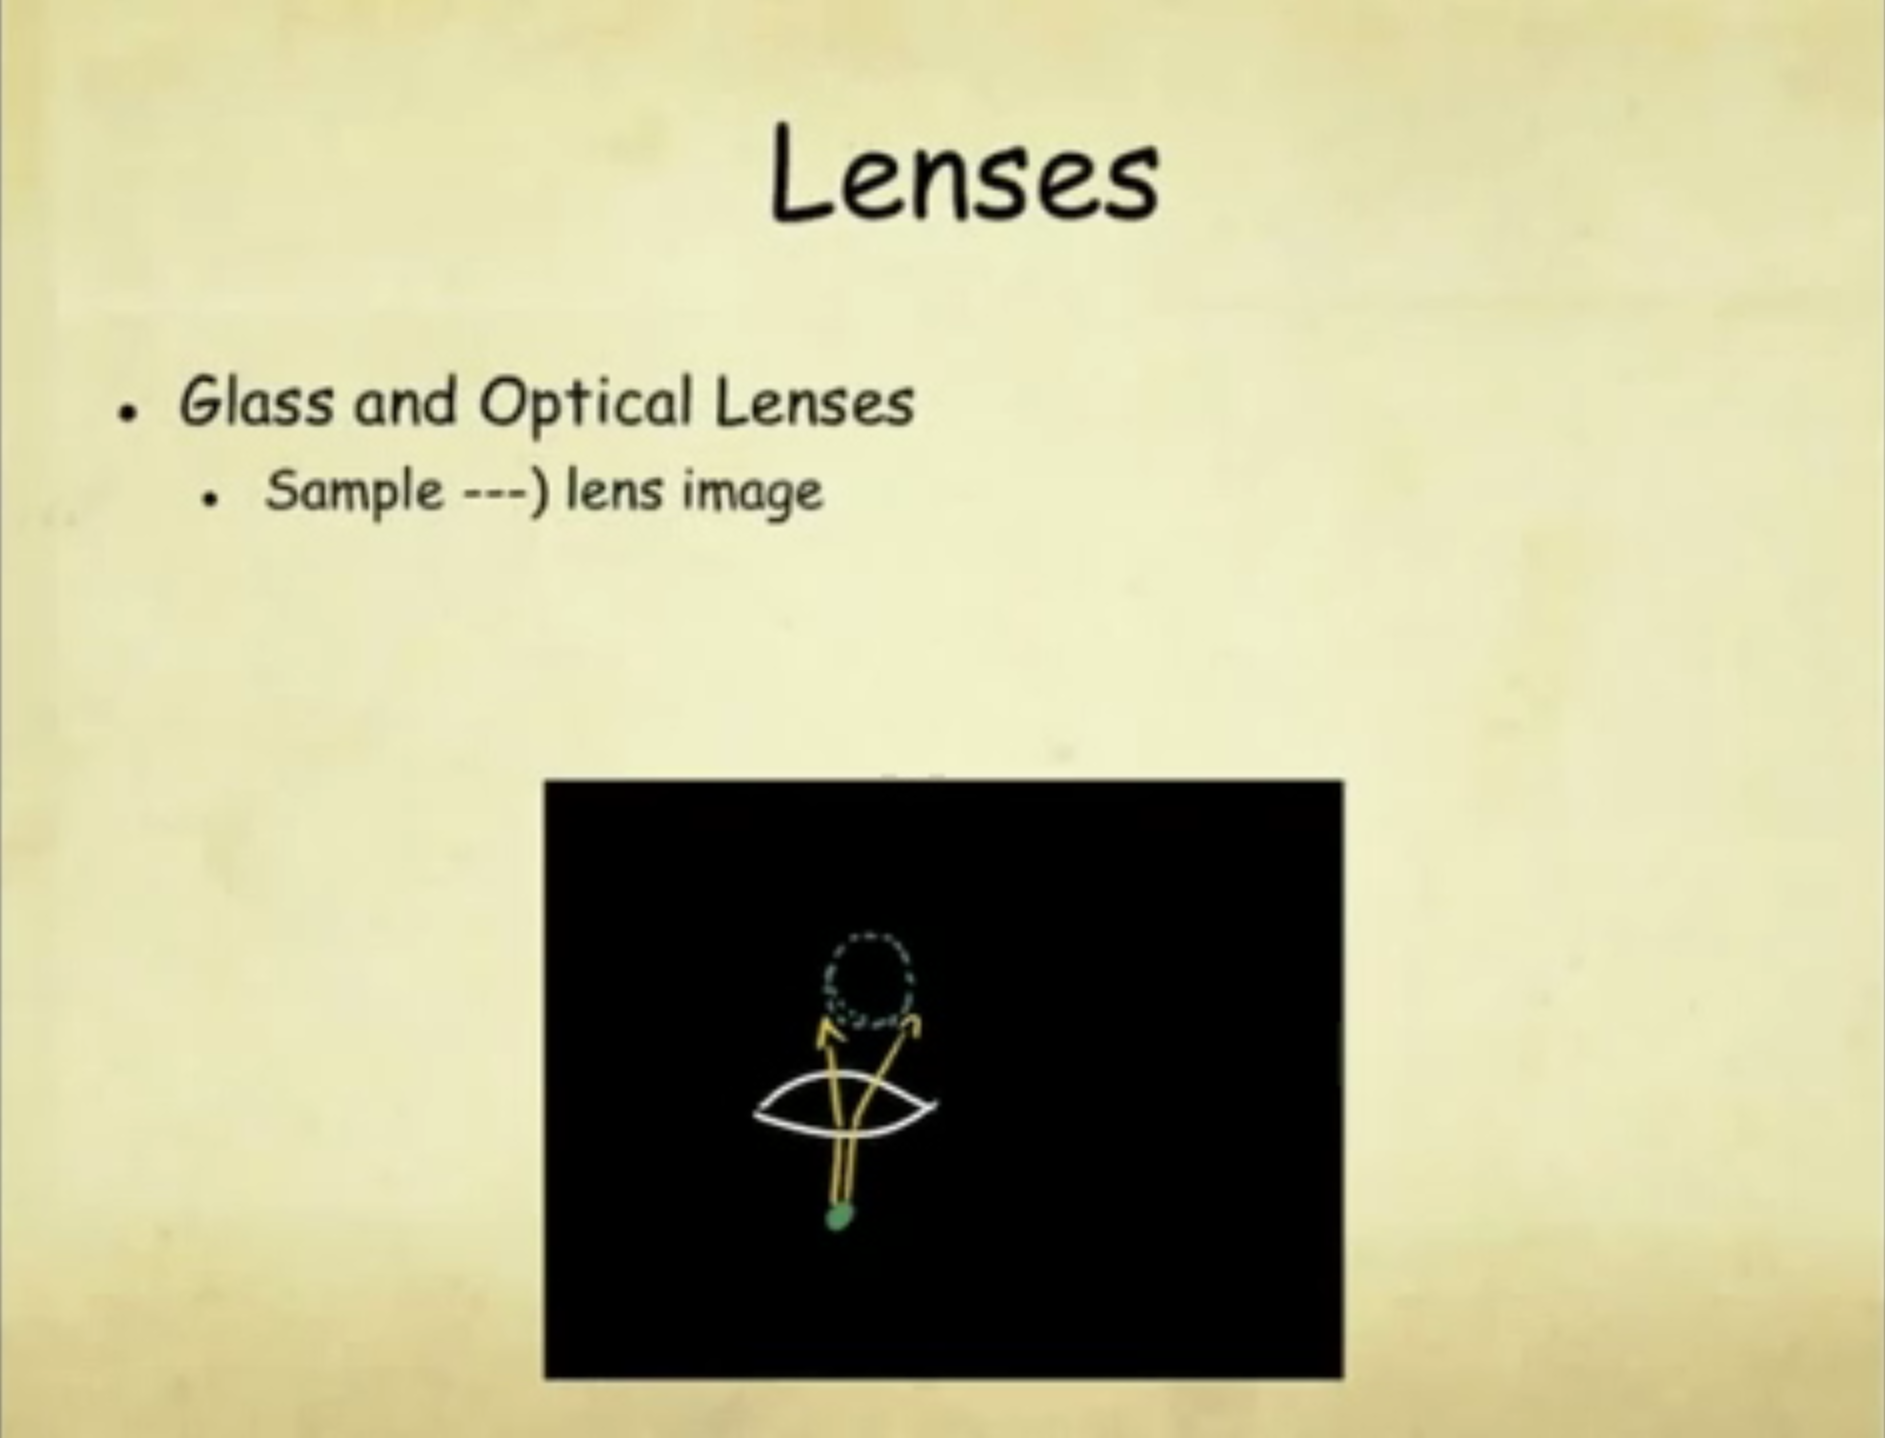 Lenses
• Glass and Optical Lenses
• Sample ---) lens image